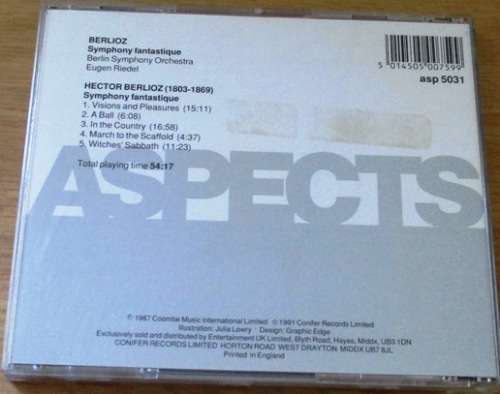 BERLIOZ
Symphony fantastique
Berlin Symphony Orchestra
Eugen Riedel
5 014505 007599
asp 5031
HECTOR BERLIOZ (1803-1869)
Symphony fantastique
1. Visions and Pleasures (15:11)
2. A Ball (6:08)
3. In the Country (16:58)
4. March to the Scaffold (4:37)
5. Witches' Sabbath (11:23)
Total playing time 54:17
ASPECTS
℗ 1987 Coombe Music International Limited © 1991 Conifer Records Limited
Illustration: Julia Lowry Design: Graphic Edge
Exclusively sold and distributed by Entertainment UK Limited, Blyth Road, Hayes, Middx, UB3 1DN
CONIFER RECORDS LIMITED HORTON ROAD WEST DRAYTON MIDDX UB7 8JL
Printed in England